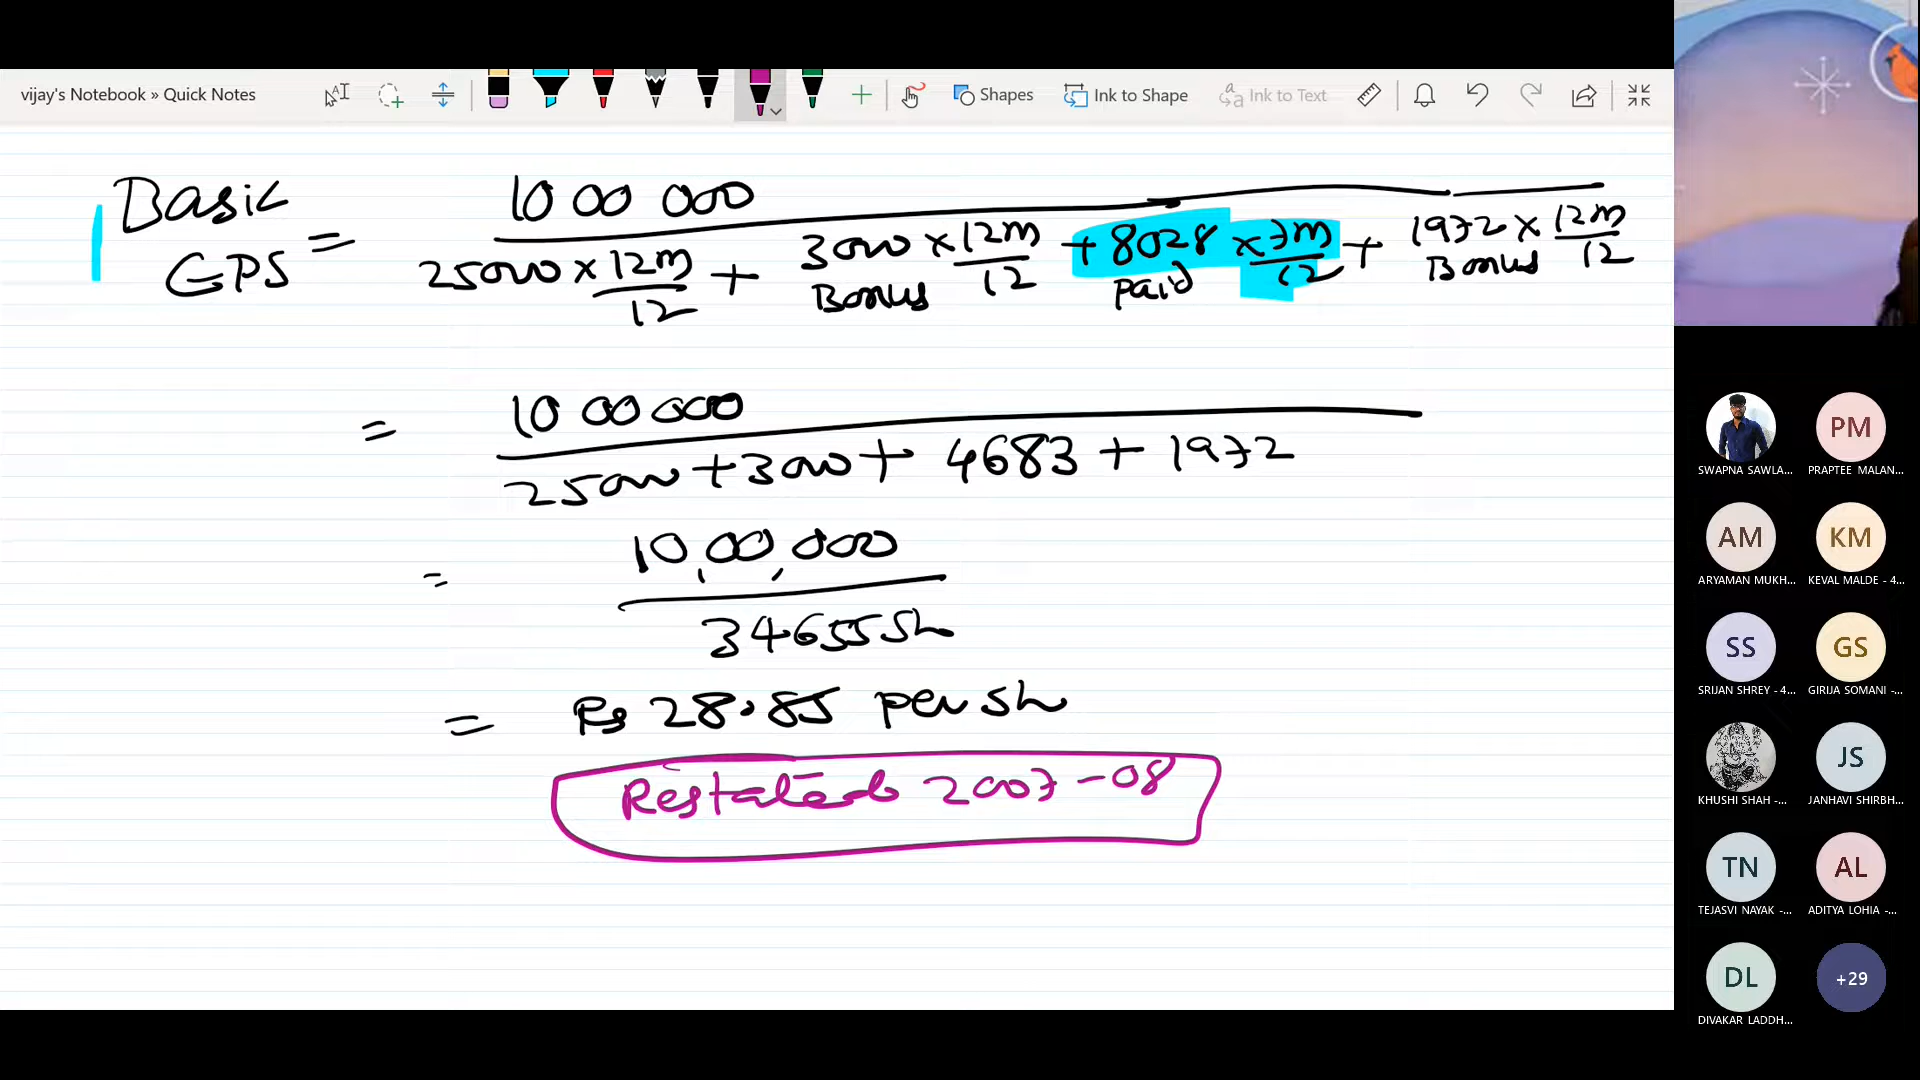 vijay's Notebook » Quick Notes
Shapes
Ink to Shape
Ink to Text
Basic EPS = 10 00 000
25000 × 12m/12 + 3000 × 12m/12 + 8028 × 7m/12 + 1972 × 12m/12
Bonus paid Bonus
= 10 00 000
25000 + 3000 + 4683 + 1972
= 10,00,000
34655 Sh
= Rs 28.85 per sh
Restated 2007-08
SWAPNA SAWLA...
PM
PRAPTEE MALAN...
AM
ARYAMAN MUKH...
KM
KEVAL MALDE - 4...
SS
SRIJAN SHREY - 4...
GS
GIRIJA SOMANI -...
KHUSHI SHAH -...
JS
JANHAVI SHIRBH...
TN
TEJASVI NAYAK -...
AL
ADITYA LOHIA -...
DL
DIVAKAR LADDH...
+29